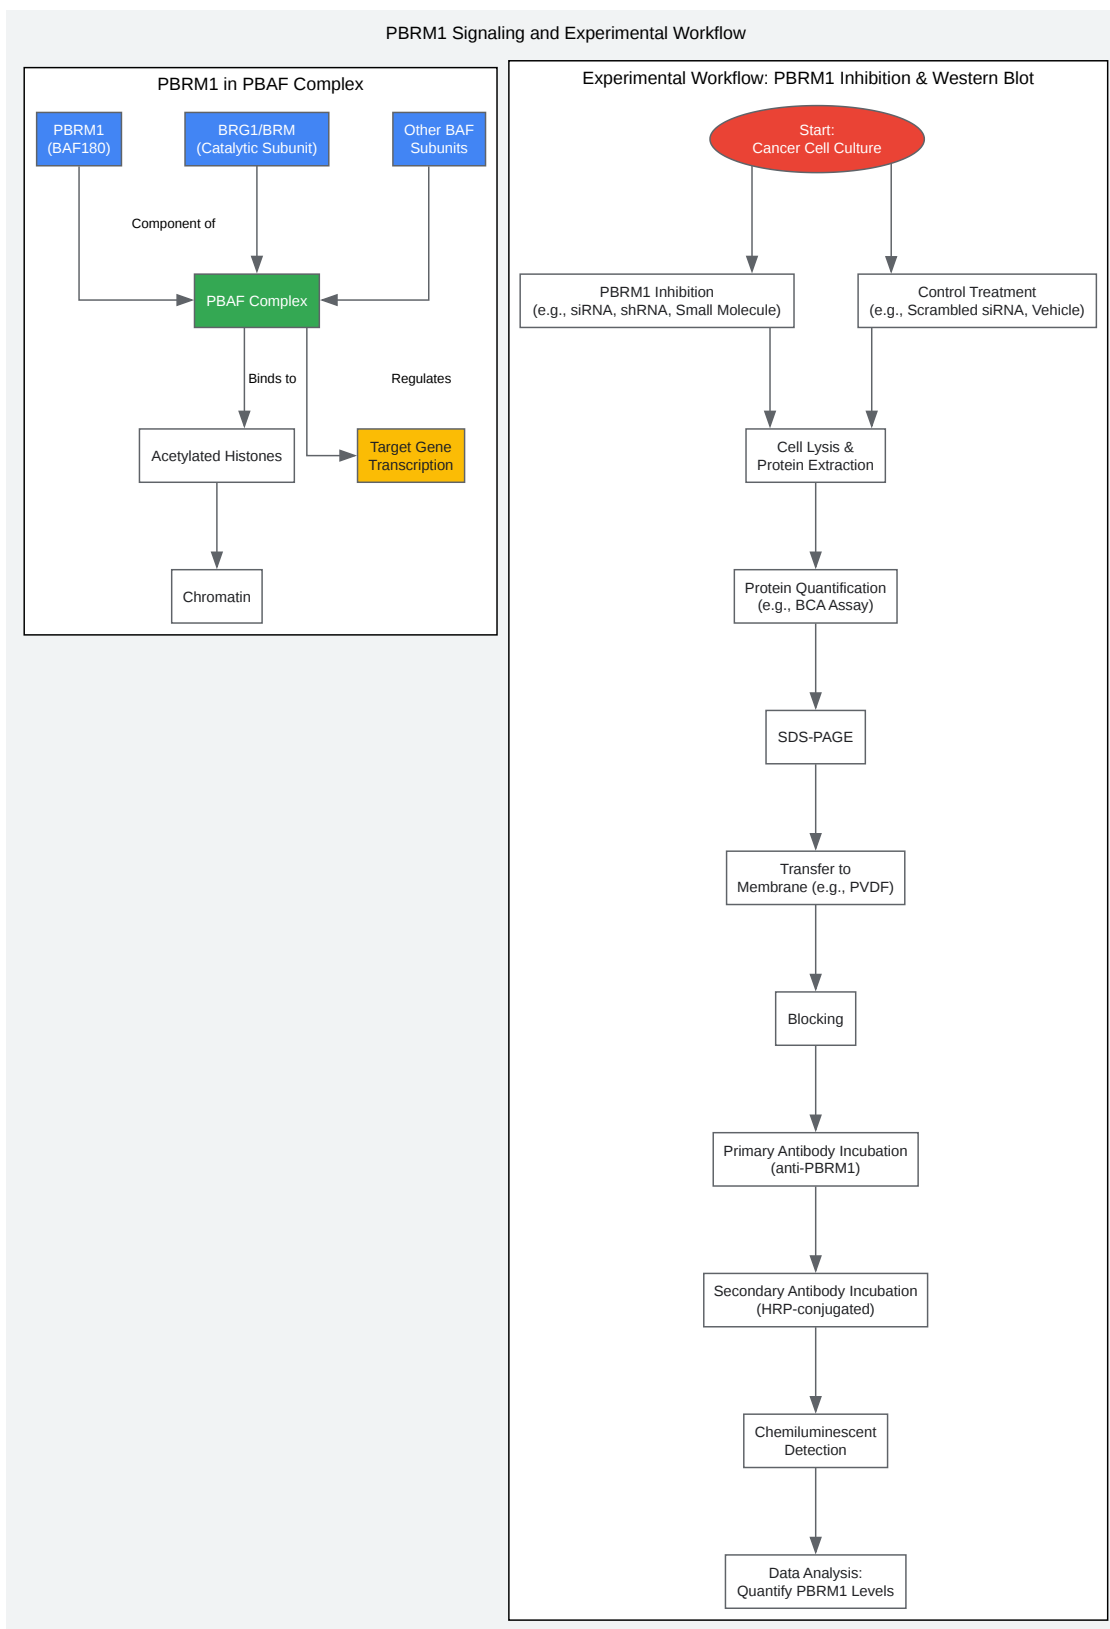 PBRM1 Signaling and Experimental Workflow
PBRM1 in PBAF Complex
PBRM1
(BAF180)
BRG1/BRM
(Catalytic Subunit)
Other BAF
Subunits
Component of
PBAF Complex
Binds to
Regulates
Acetylated Histones
Target Gene
Transcription
Chromatin
Experimental Workflow: PBRM1 Inhibition & Western Blot
Start:
Cancer Cell Culture
PBRM1 Inhibition
(e.g., siRNA, shRNA, Small Molecule)
Control Treatment
(e.g., Scrambled siRNA, Vehicle)
Cell Lysis &
Protein Extraction
Protein Quantification
(e.g., BCA Assay)
SDS-PAGE
Transfer to
Membrane (e.g., PVDF)
Blocking
Primary Antibody Incubation
(anti-PBRM1)
Secondary Antibody Incubation
(HRP-conjugated)
Chemiluminescent
Detection
Data Analysis:
Quantify PBRM1 Levels